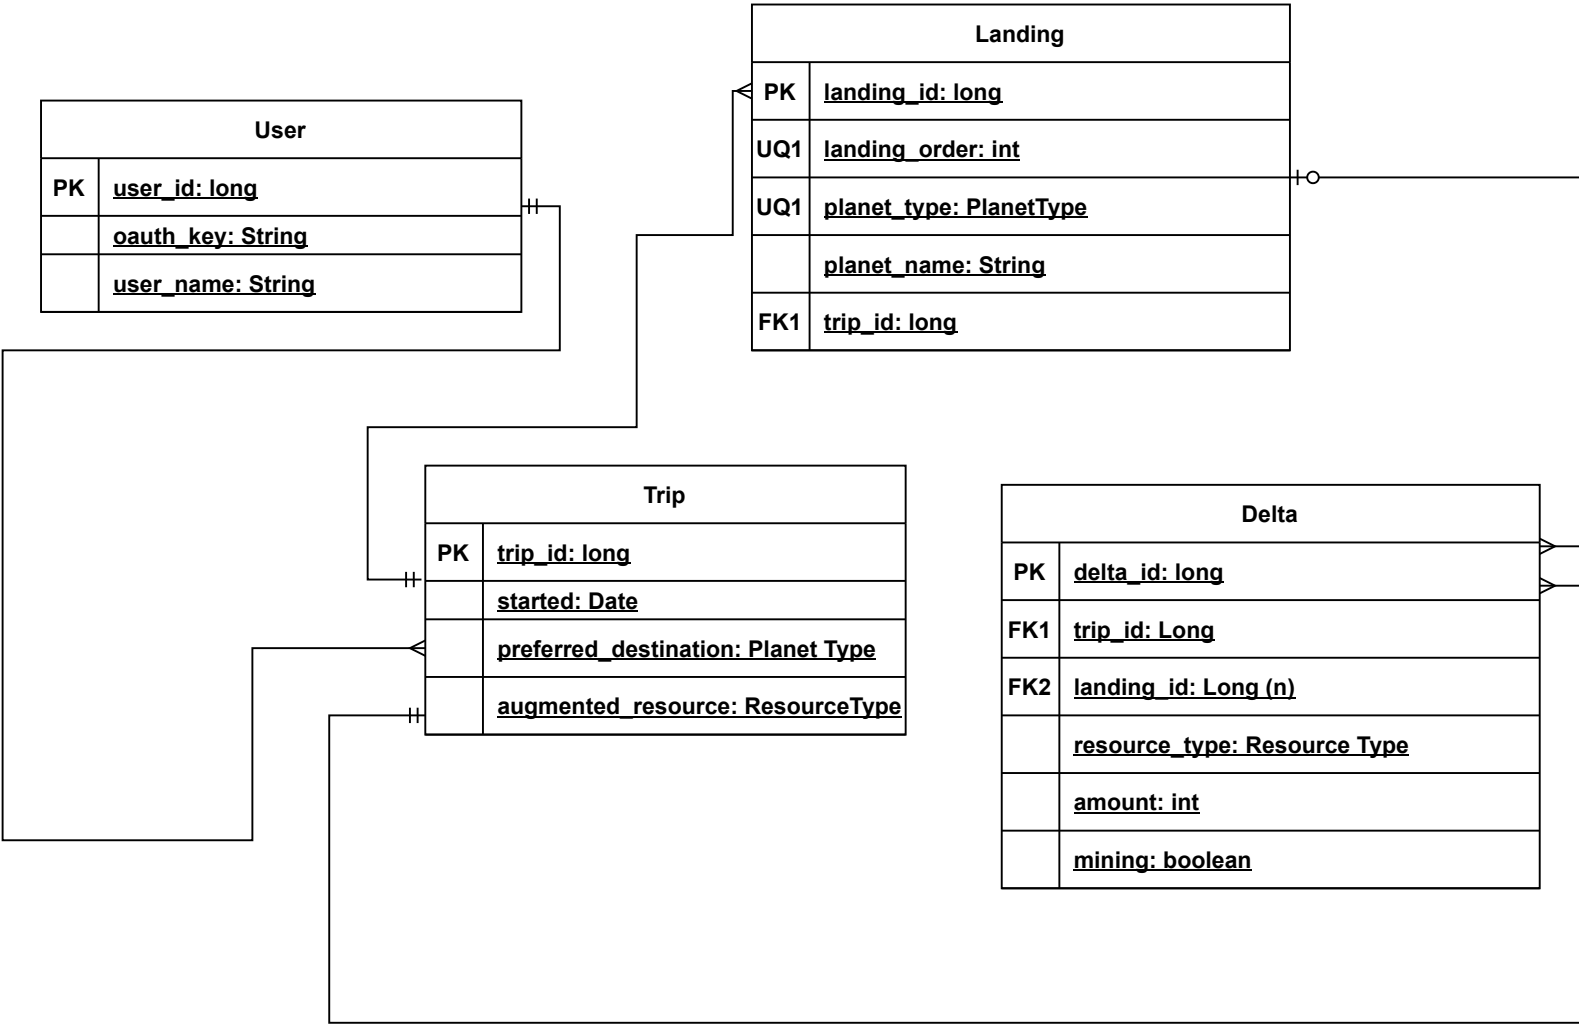 Landing
PK landing_id: long
UQ1 landing_order: int
UQ1 planet_type: PlanetType
planet_name: String
FK1 trip_id: long
User
PK user_id: long
oauth_key: String
user_name: String
Trip
PK trip_id: long
started: Date
preferred_destination: Planet Type
augmented_resource: ResourceType
Delta
PK delta_id: long
FK1 trip_id: Long
FK2 landing_id: Long (n)
resource_type: Resource Type
amount: int
mining: boolean